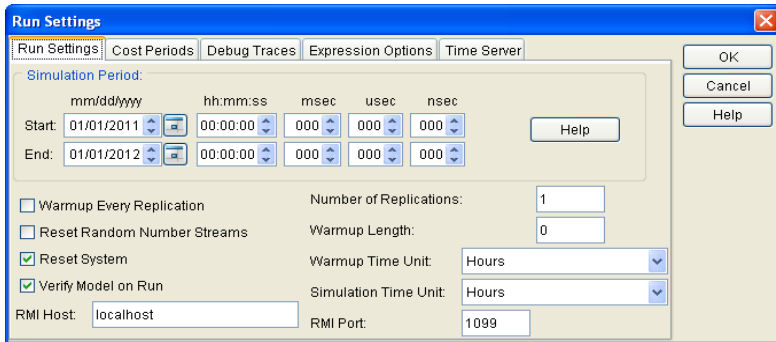 Run Settings
Run Settings Cost Periods Debug Traces Expression Options Time Server
OK
Cancel
Help
Simulation Period:
mm/dd/yyyy hh:mm:ss msec usec nsec
Start: 01/01/2011 00:00:00 000 000 000 Help
End: 01/01/2012 00:00:00 000 000 000
Warmup Every Replication Number of Replications: 1
Reset Random Number Streams Warmup Length: 0
Reset System Warmup Time Unit: Hours
Verify Model on Run Simulation Time Unit: Hours
RMI Host: localhost RMI Port: 1099